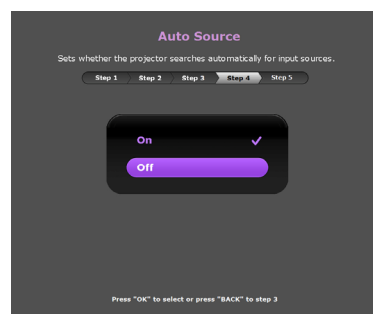 Auto Source
Sets whether the projector searches automatically for input sources.
Step 1 Step 2 Step 3 Step 4 Step 5
On
Off
Press "OK" to select or press "BACK" to step 3